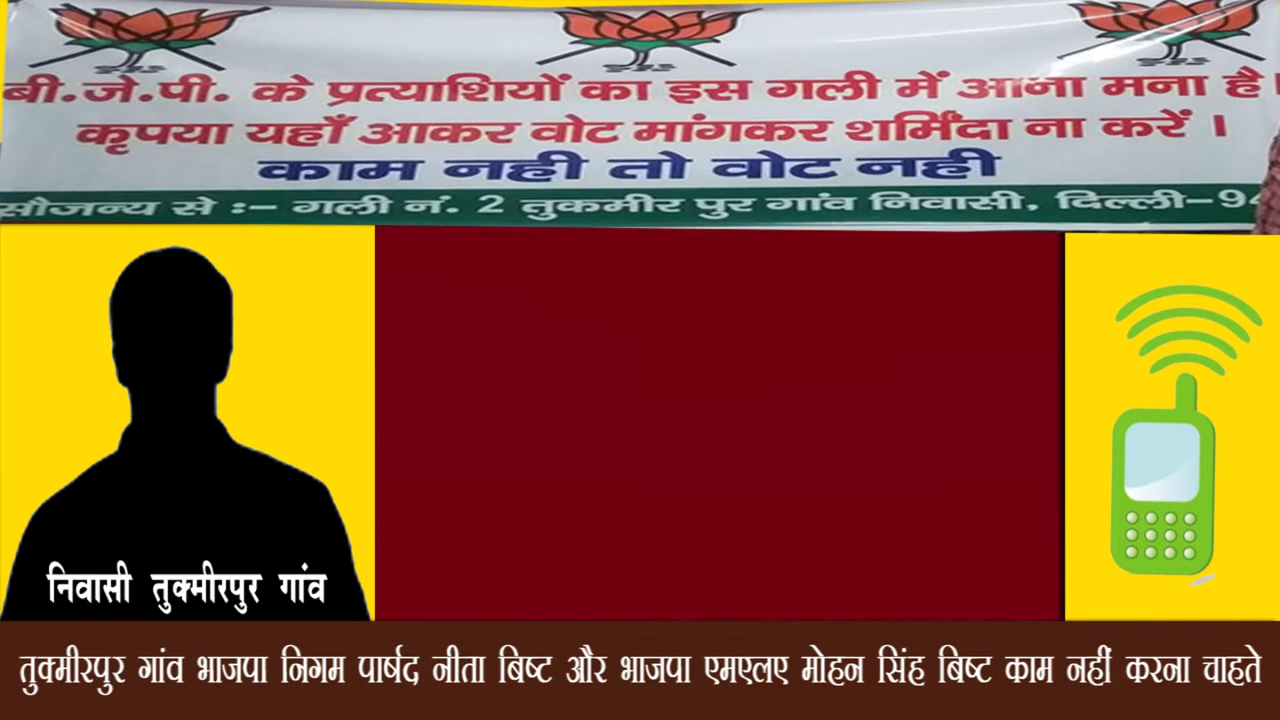 बी.जे.पी. के प्रत्याशियों का इस गली में आना मना है।
कृपया यहाँ आकर वोट मांगकर शर्मिंदा ना करें ।
काम नही तो वोट नही
सौजन्य से :- गली नं. 2 तुकमीर पुर गांव निवासी, दिल्ली-94
निवासी तुक्मीरपुर गांव
तुक्मीरपुर गांव भाजपा निगम पार्षद नीता बिष्ट और भाजपा एमएलए मोहन सिंह बिष्ट काम नहीं करना चाहते